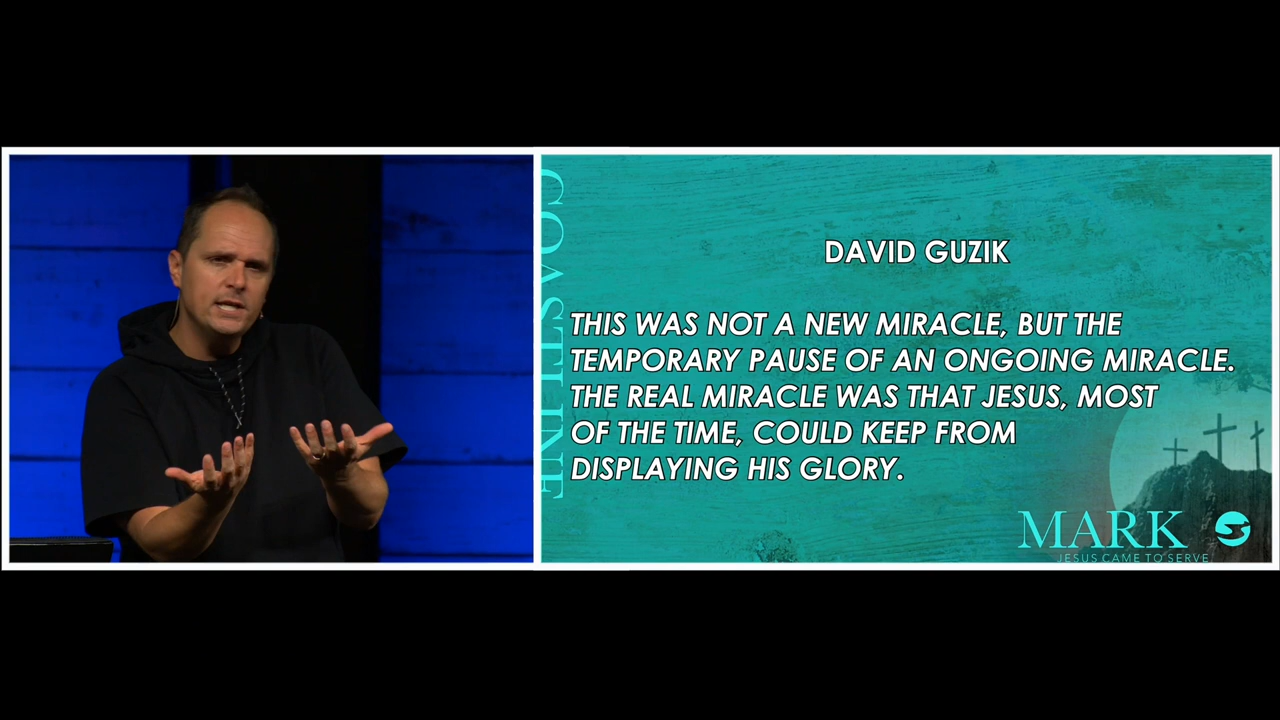 COASTLINE
DAVID GUZIK
THIS WAS NOT A NEW MIRACLE, BUT THE
TEMPORARY PAUSE OF AN ONGOING MIRACLE.
THE REAL MIRACLE WAS THAT JESUS, MOST
OF THE TIME, COULD KEEP FROM
DISPLAYING HIS GLORY.
MARK
JESUS CAME TO SERVE